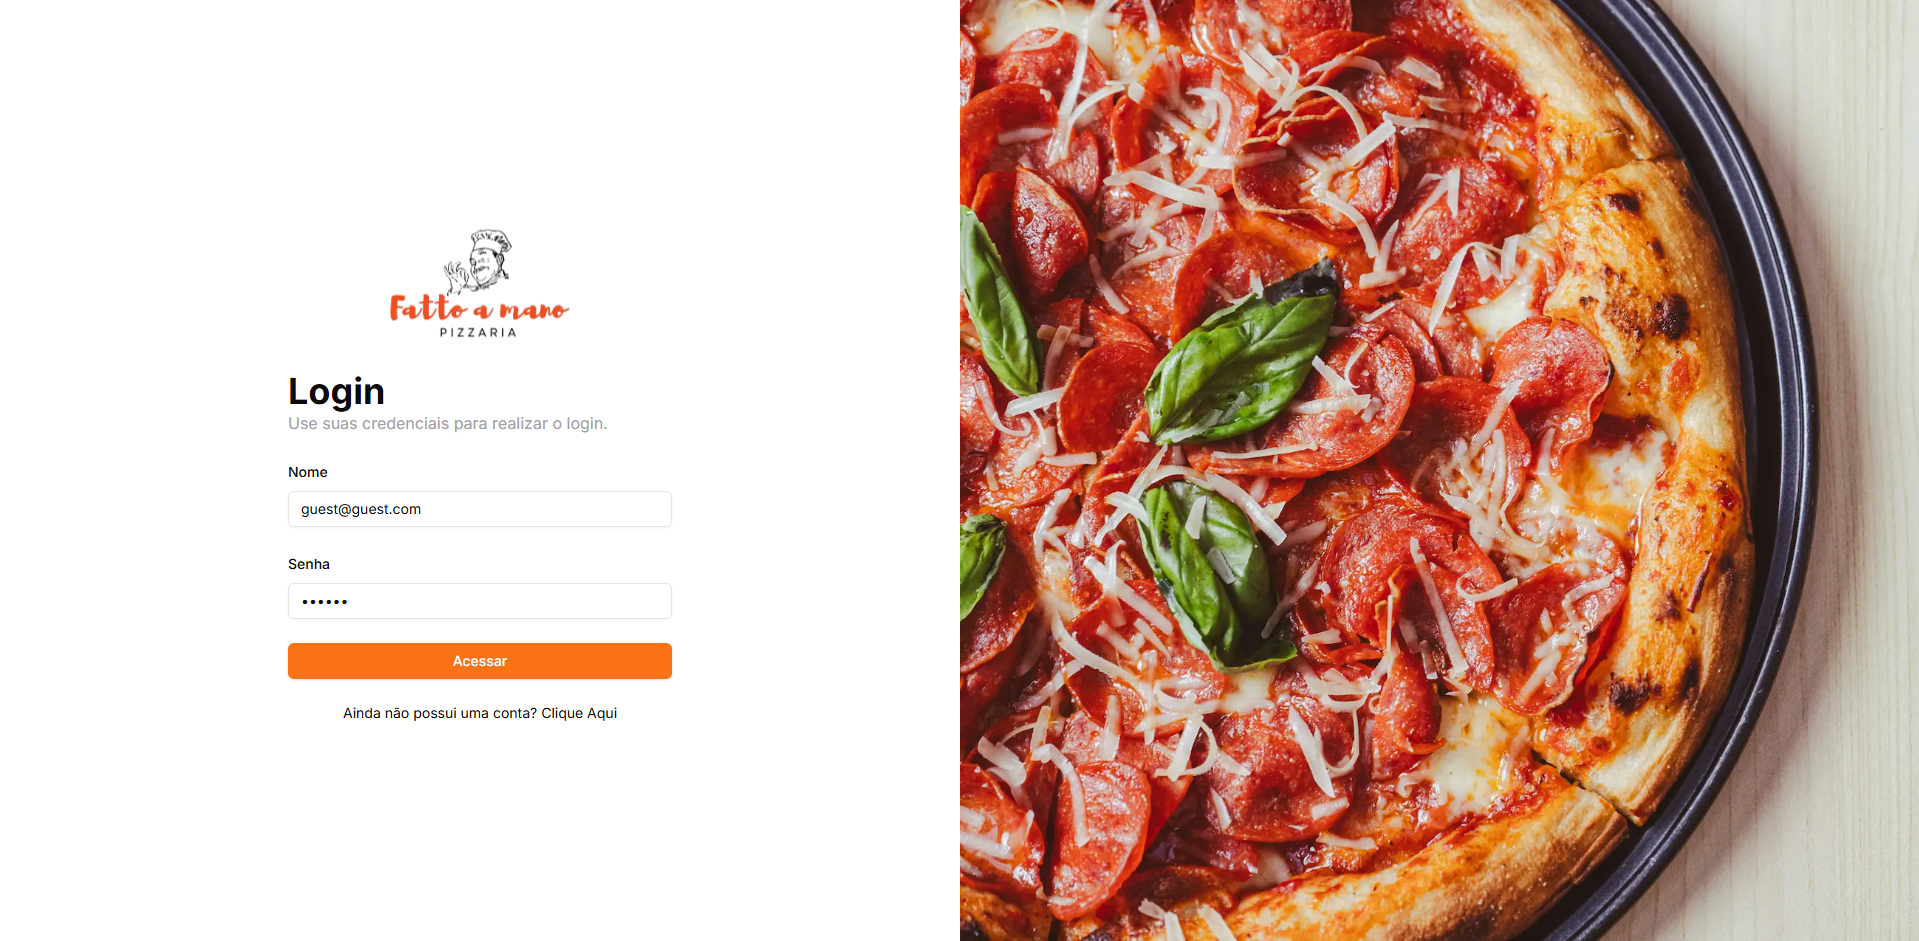 Fatto a mano
PIZZARIA
Login
Use suas credenciais para realizar o login.
Nome
guest@guest.com
Senha
••••••
Acessar
Ainda não possui uma conta? Clique Aqui